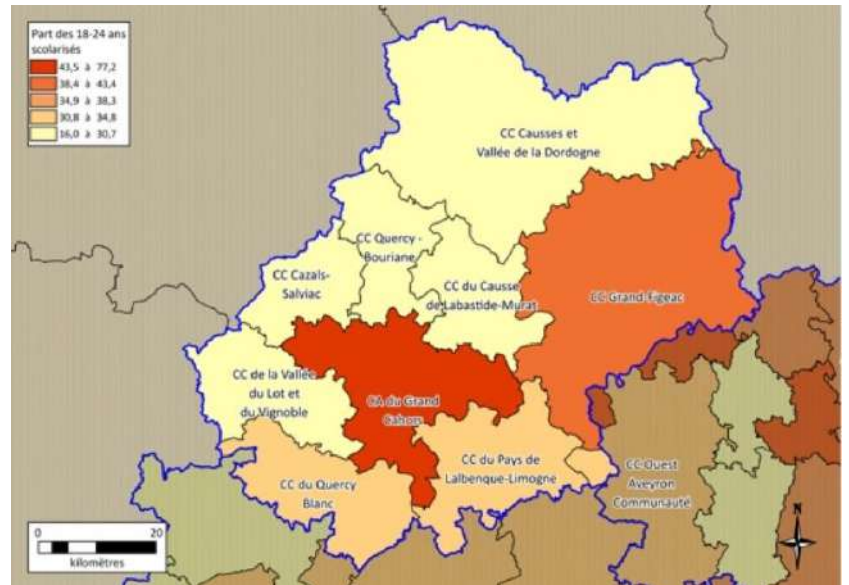 Part des 18-24 ans
scolarisés
43,5 à 77,2
38,4 à 43,4
34,9 à 38,3
30,8 à 34,8
16,0 à 30,7
CC Causses et
Vallée de la Dordogne
CC Quercy -
Bouriane
CC Cazals-
Salviac
CC du Causse
de Labastide-Murat
CC Grand-Figeac
CC de la Vallée
du Lot et
du Vignoble
CA du Grand
Cahors
CC du Pays de
Lalbenque-Limogne
CC du Quercy
Blanc
CC Ouest
Aveyron
Communauté
N
0 20
kilomètres